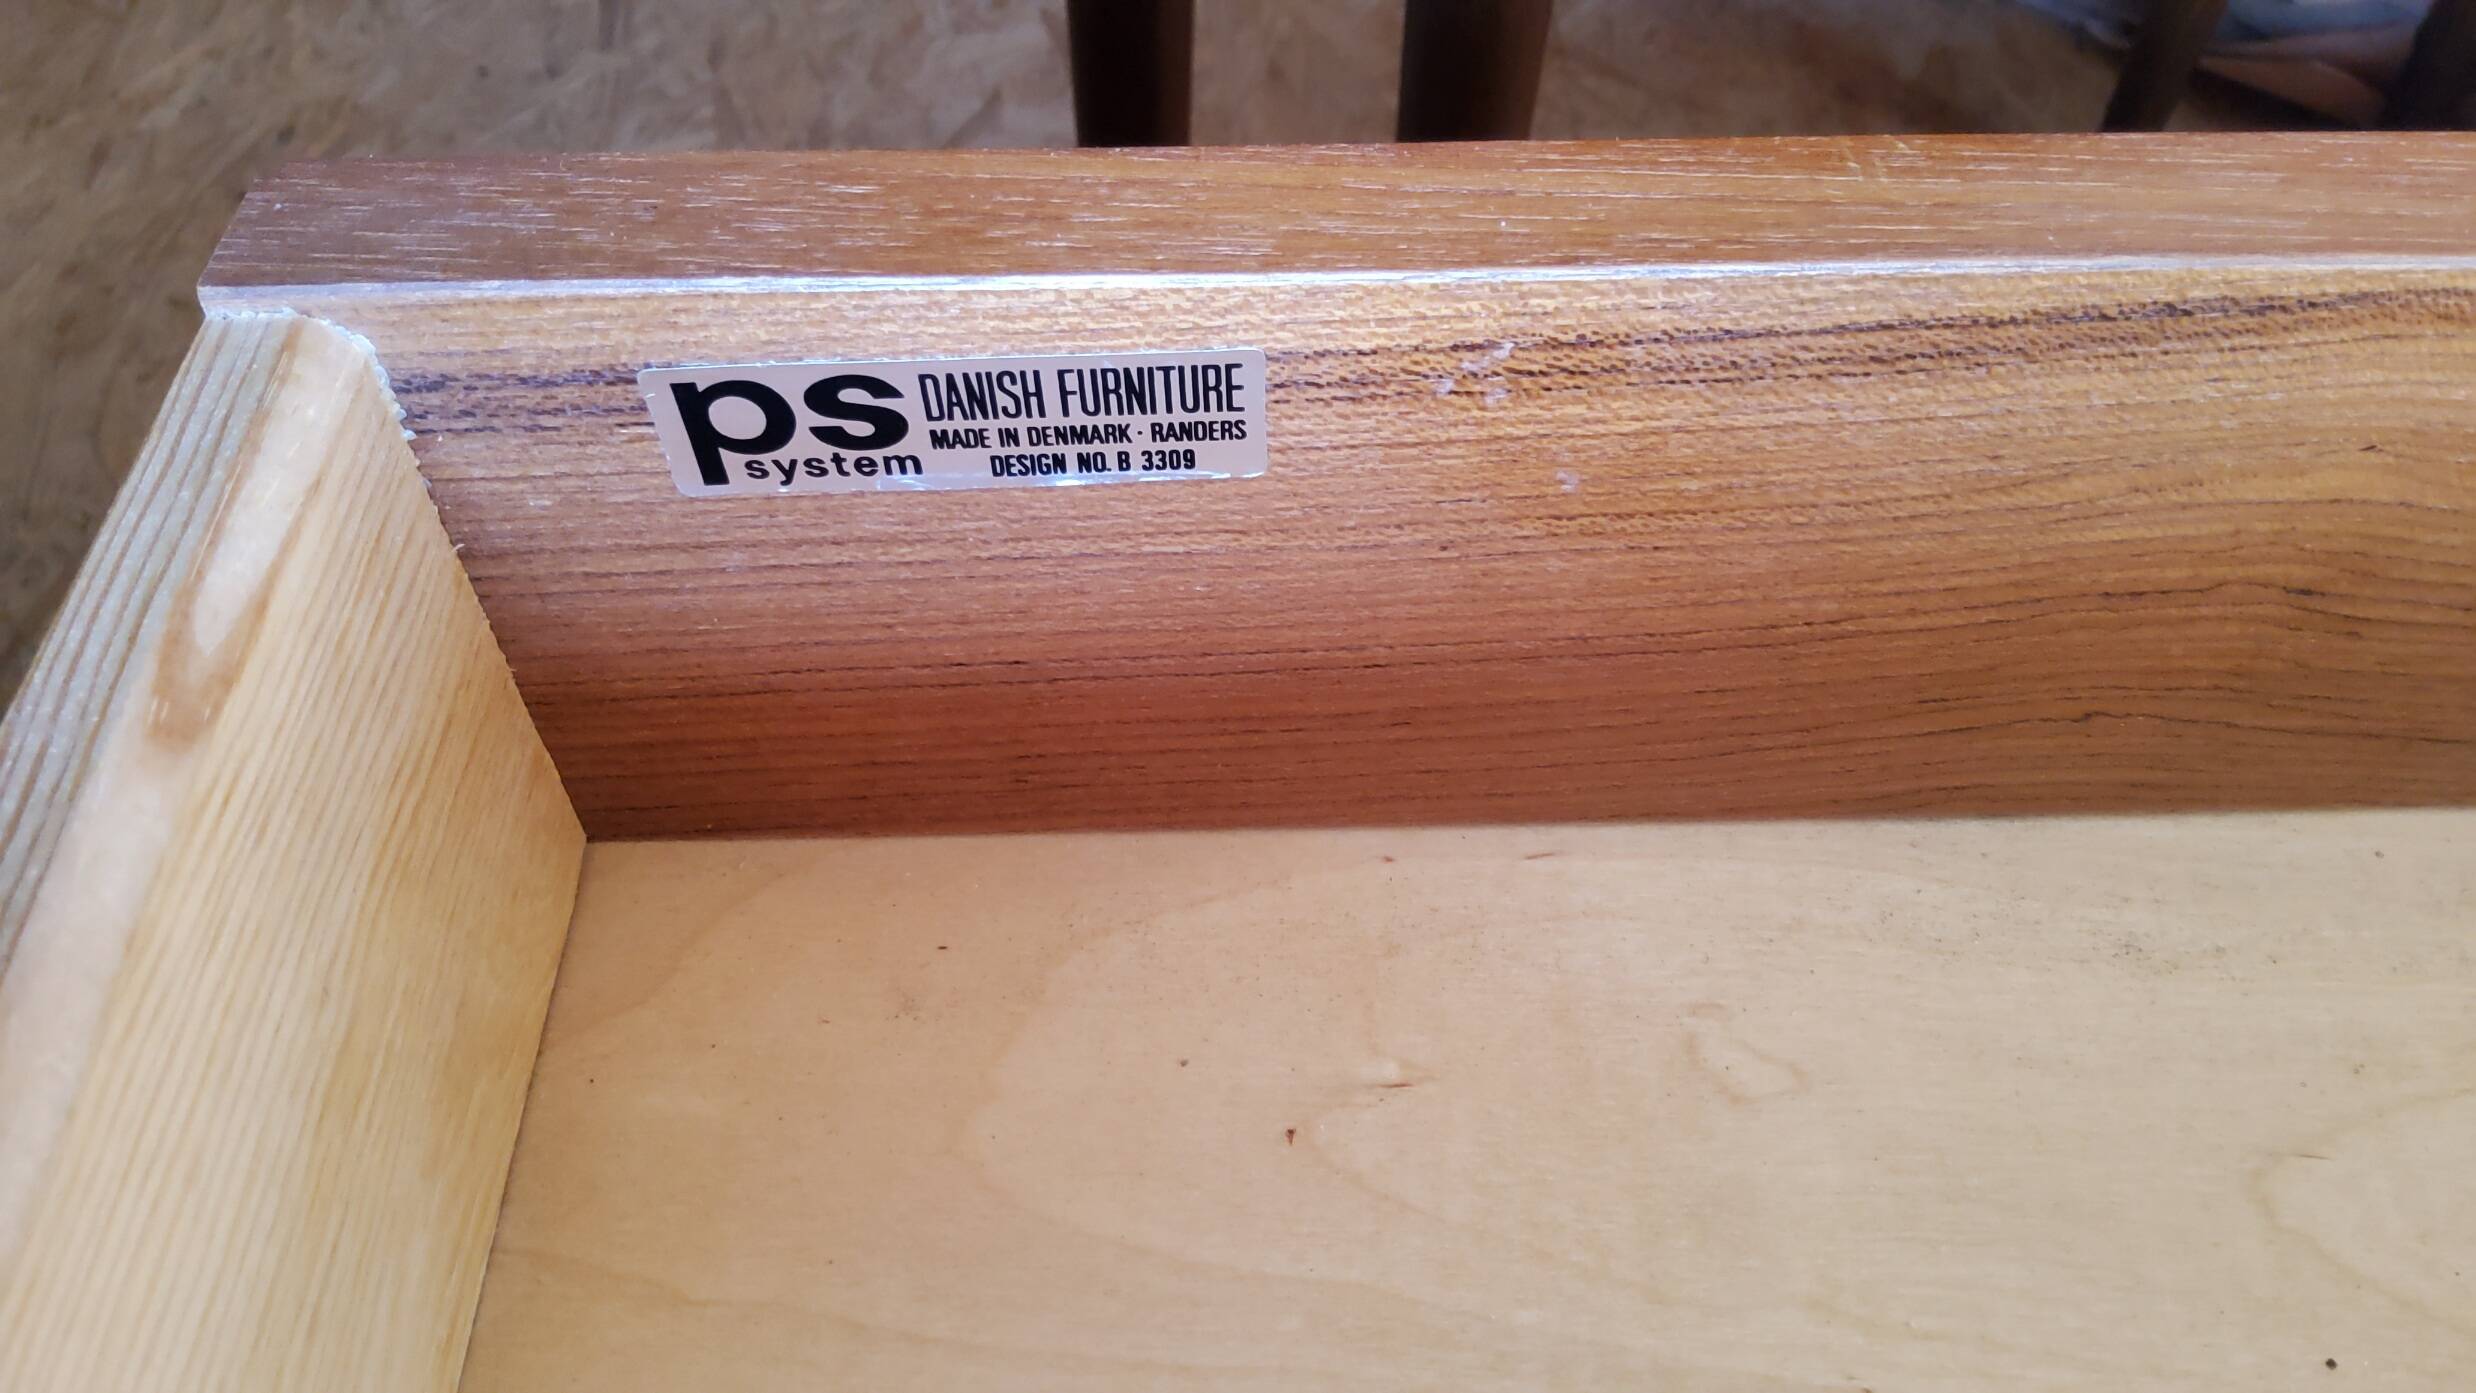 ps system
DANISH FURNITURE
MADE IN DENMARK · RANDERS
DESIGN NO. B 3309